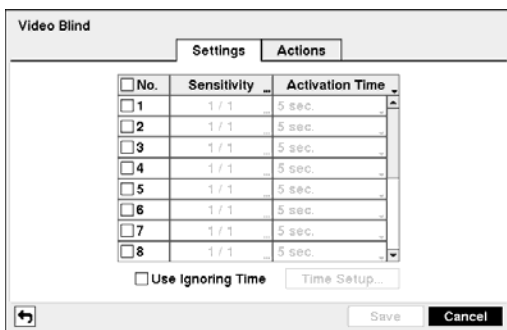 Video Blind
Settings Actions
No. Sensitivity ... Activation Time
1 1 / 1 ... 5 sec.
2 1 / 1 ... 5 sec.
3 1 / 1 ... 5 sec.
4 1 / 1 ... 5 sec.
5 1 / 1 ... 5 sec.
6 1 / 1 ... 5 sec.
7 1 / 1 ... 5 sec.
8 1 / 1 ... 5 sec.
Use Ignoring Time Time Setup...
Save Cancel